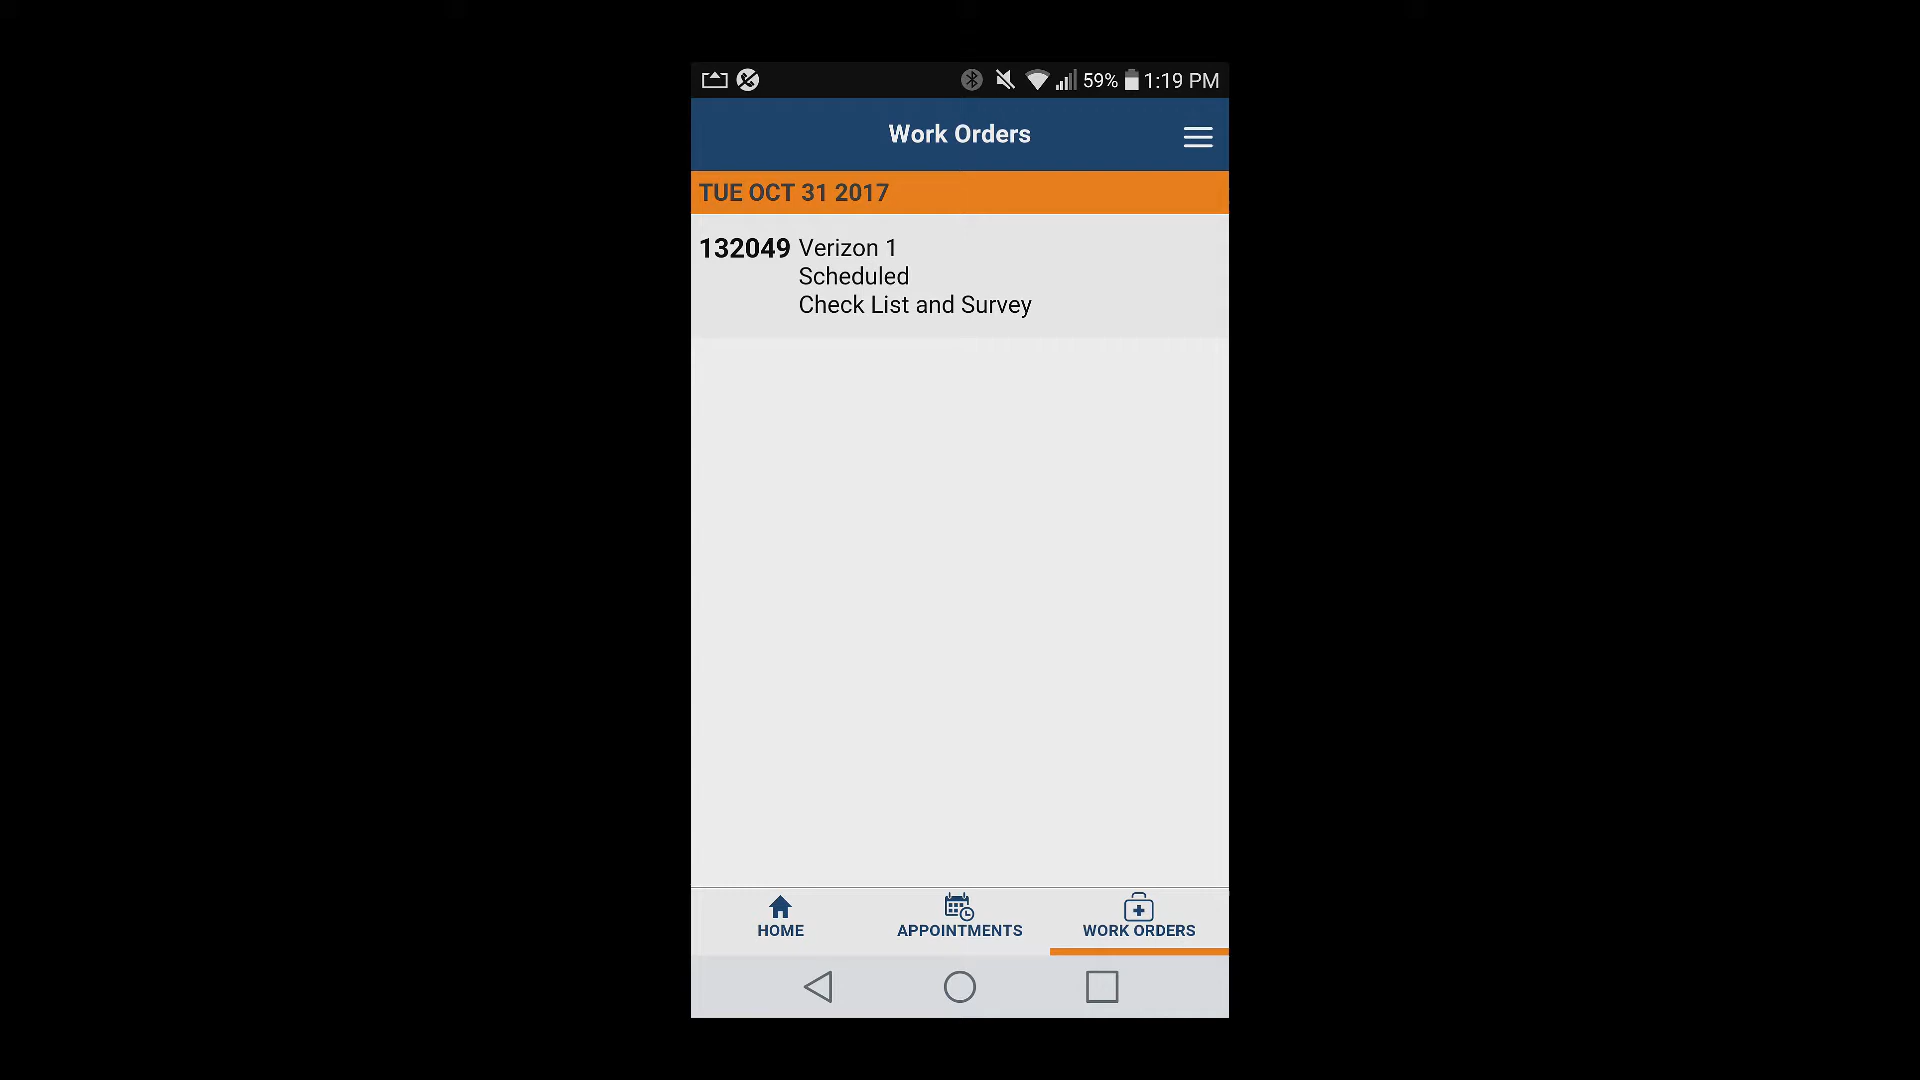 59% 1:19 PM
Work Orders
TUE OCT 31 2017
132049 Verizon 1
Scheduled
Check List and Survey
HOME APPOINTMENTS WORK ORDERS